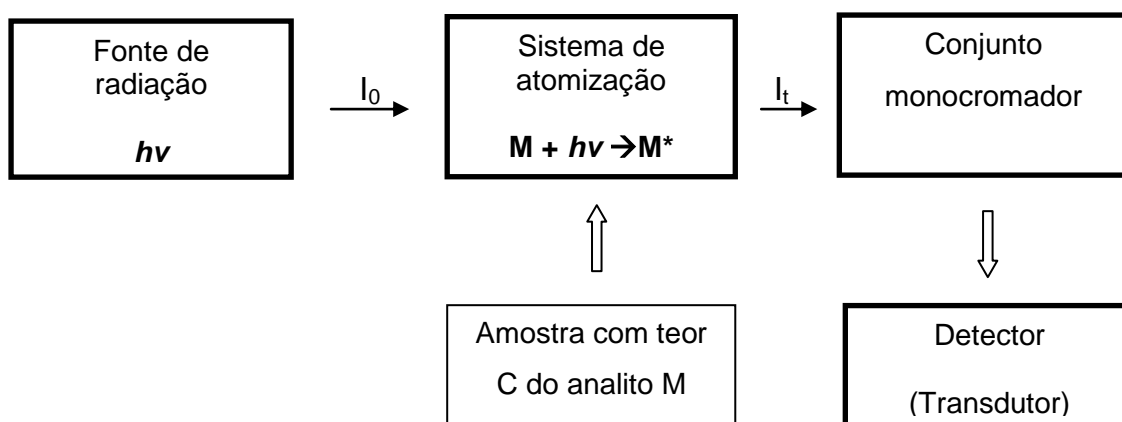 Fonte de
radiação
hv
I₀
Sistema de
atomização
M + hv → M*
Iₜ
Conjunto
monocromador
Amostra com teor
C do analito M
Detector
(Transdutor)